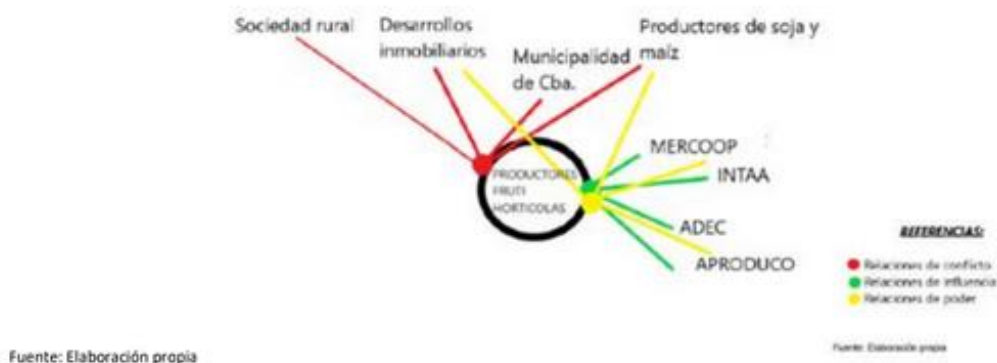 Sociedad rural
Desarrollos
inmobiliarios
Municipalidad
de Cba.
Productores de soja y
maíz
MERCOOP
INTAA
ADEC
APRODUCO
PRODUCTORES
FRUTI
HORTICOLAS
REFERENCIAS:
Relaciones de conflicto
Relaciones de influencia
Relaciones de poder
Fuente: Elaboración propia
Fuente: Elaboración propia